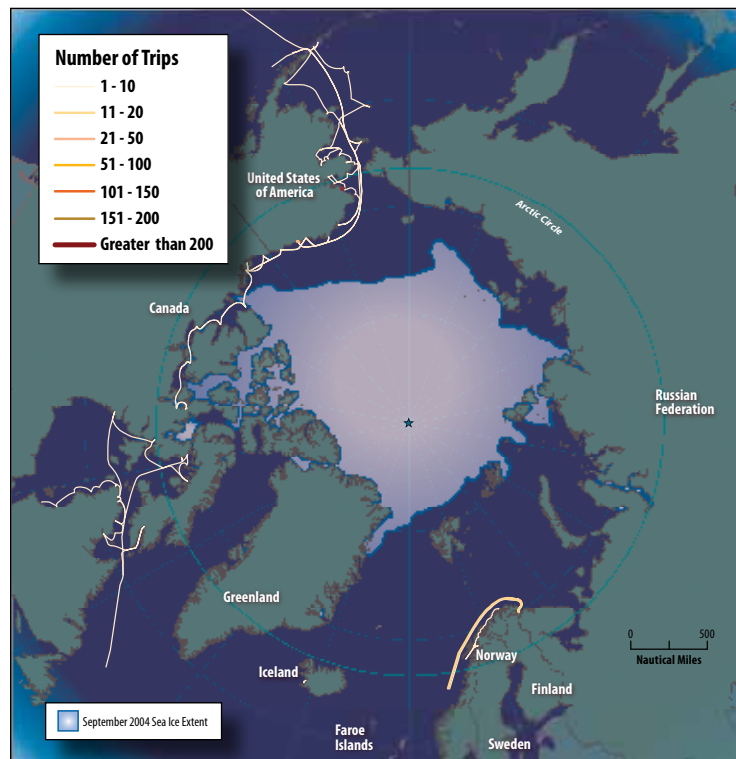 Number of Trips
1 - 10
11 - 20
21 - 50
51 - 100
101 - 150
151 - 200
Greater than 200
United States
of America
Arctic Circle
Canada
Russian
Federation
Greenland
Iceland
Norway
Finland
Sweden
Faroe
Islands
0 500
Nautical Miles
September 2004 Sea Ice Extent